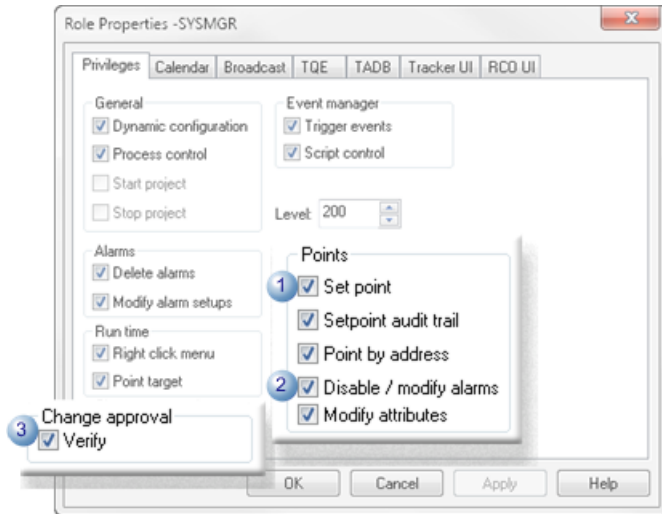 Role Properties -SYSMGR
Privileges Calendar Broadcast TQE TADB Tracker UI RCO UI
General
Dynamic configuration
Process control
Start project
Stop project
Event manager
Trigger events
Script control
Level: 200
Alarms
Delete alarms
Modify alarm setups
Run time
Right click menu
Point target
Points
1 Set point
Setpoint audit trail
Point by address
2 Disable / modify alarms
Modify attributes
Change approval
3 Verify
OK Cancel Apply Help